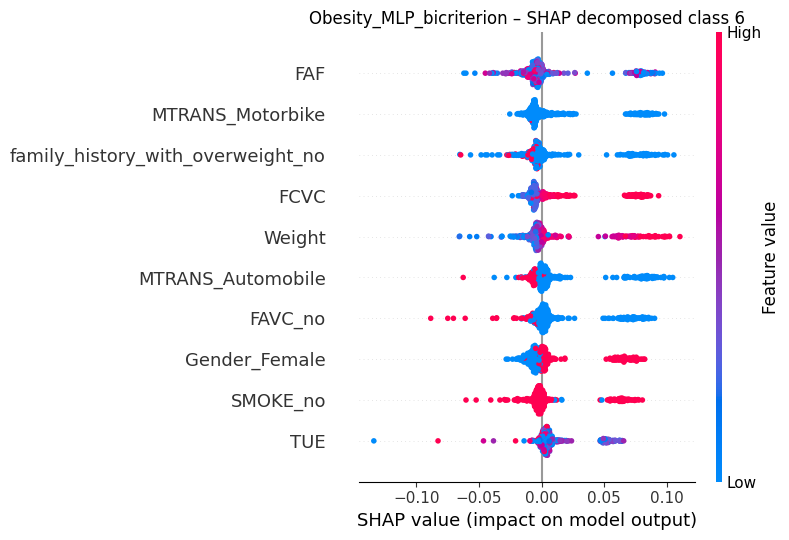 Obesity_MLP_bicriterion – SHAP decomposed class 6
High
FAF
MTRANS_Motorbike
family_history_with_overweight_no
FCVC
Weight
MTRANS_Automobile
FAVC_no
Gender_Female
SMOKE_no
TUE
Feature value
Low
−0.10 −0.05 0.00 0.05 0.10
SHAP value (impact on model output)